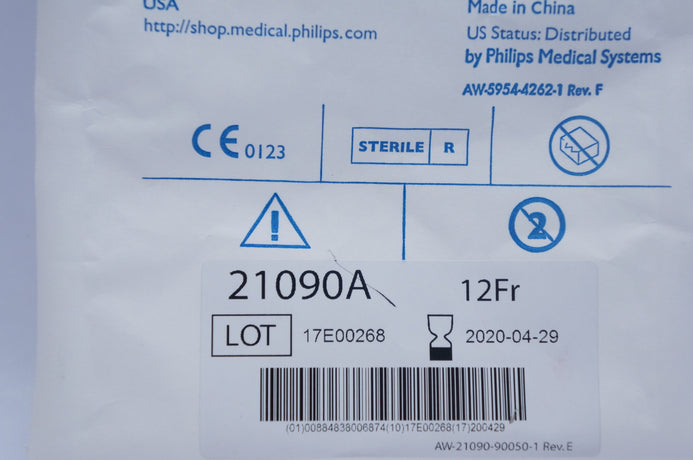 USA
http://shop.medical.philips.com
Made in China
US Status: Distributed
by Philips Medical Systems
AW-5954-4262-1 Rev. F
CE 0123
STERILE R
2
21090A 12Fr
LOT 17E00268 2020-04-29
(01)00884838006874(10)17E00268(17)200429
AW-21090-90050-1 Rev. E